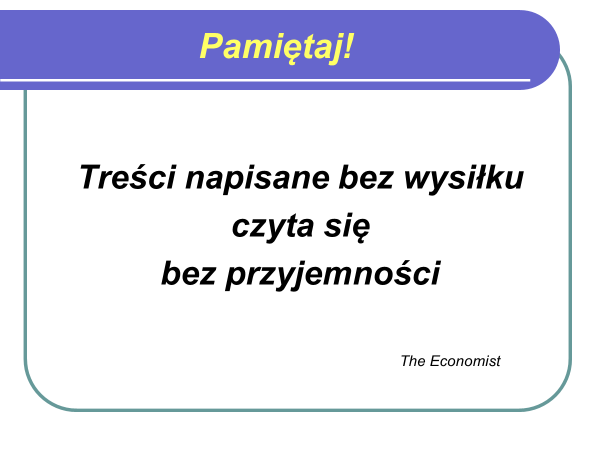 Pamiętaj!
Treści napisane bez wysiłku
czyta się
bez przyjemności
The Economist